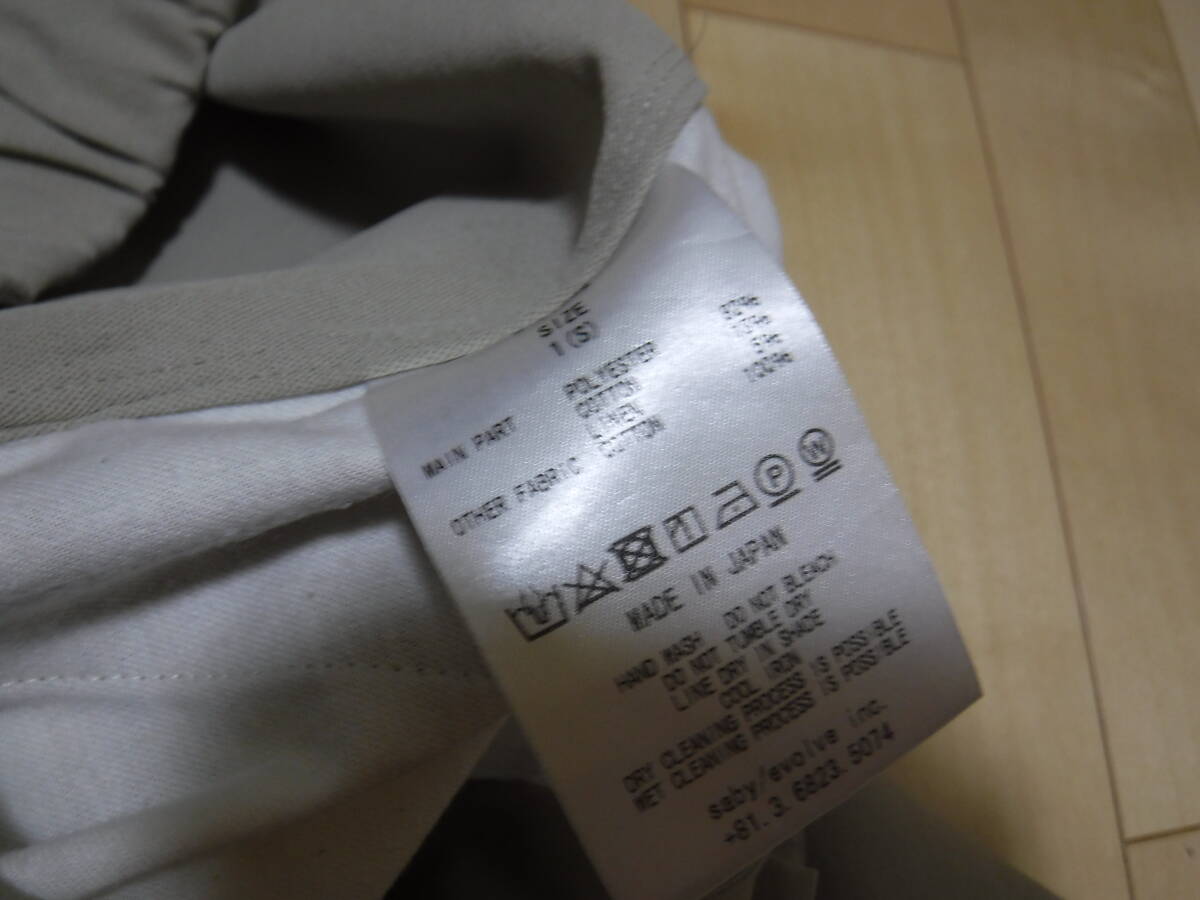 SIZE
1(S)
MAIN PART POLYESTER
COTTON
LINEN
OTHER FABRIC COTTON 100%
P W
MADE IN JAPAN
HAND WASH DO NOT BLEACH
DO NOT TUMBLE DRY
LINE DRY IN SHADE
COOL IRON
DRY CLEANING PROCESS IS POSSIBLE
WET CLEANING PROCESS IS POSSIBLE
saby/evolve inc.
+81.3.6823.5074